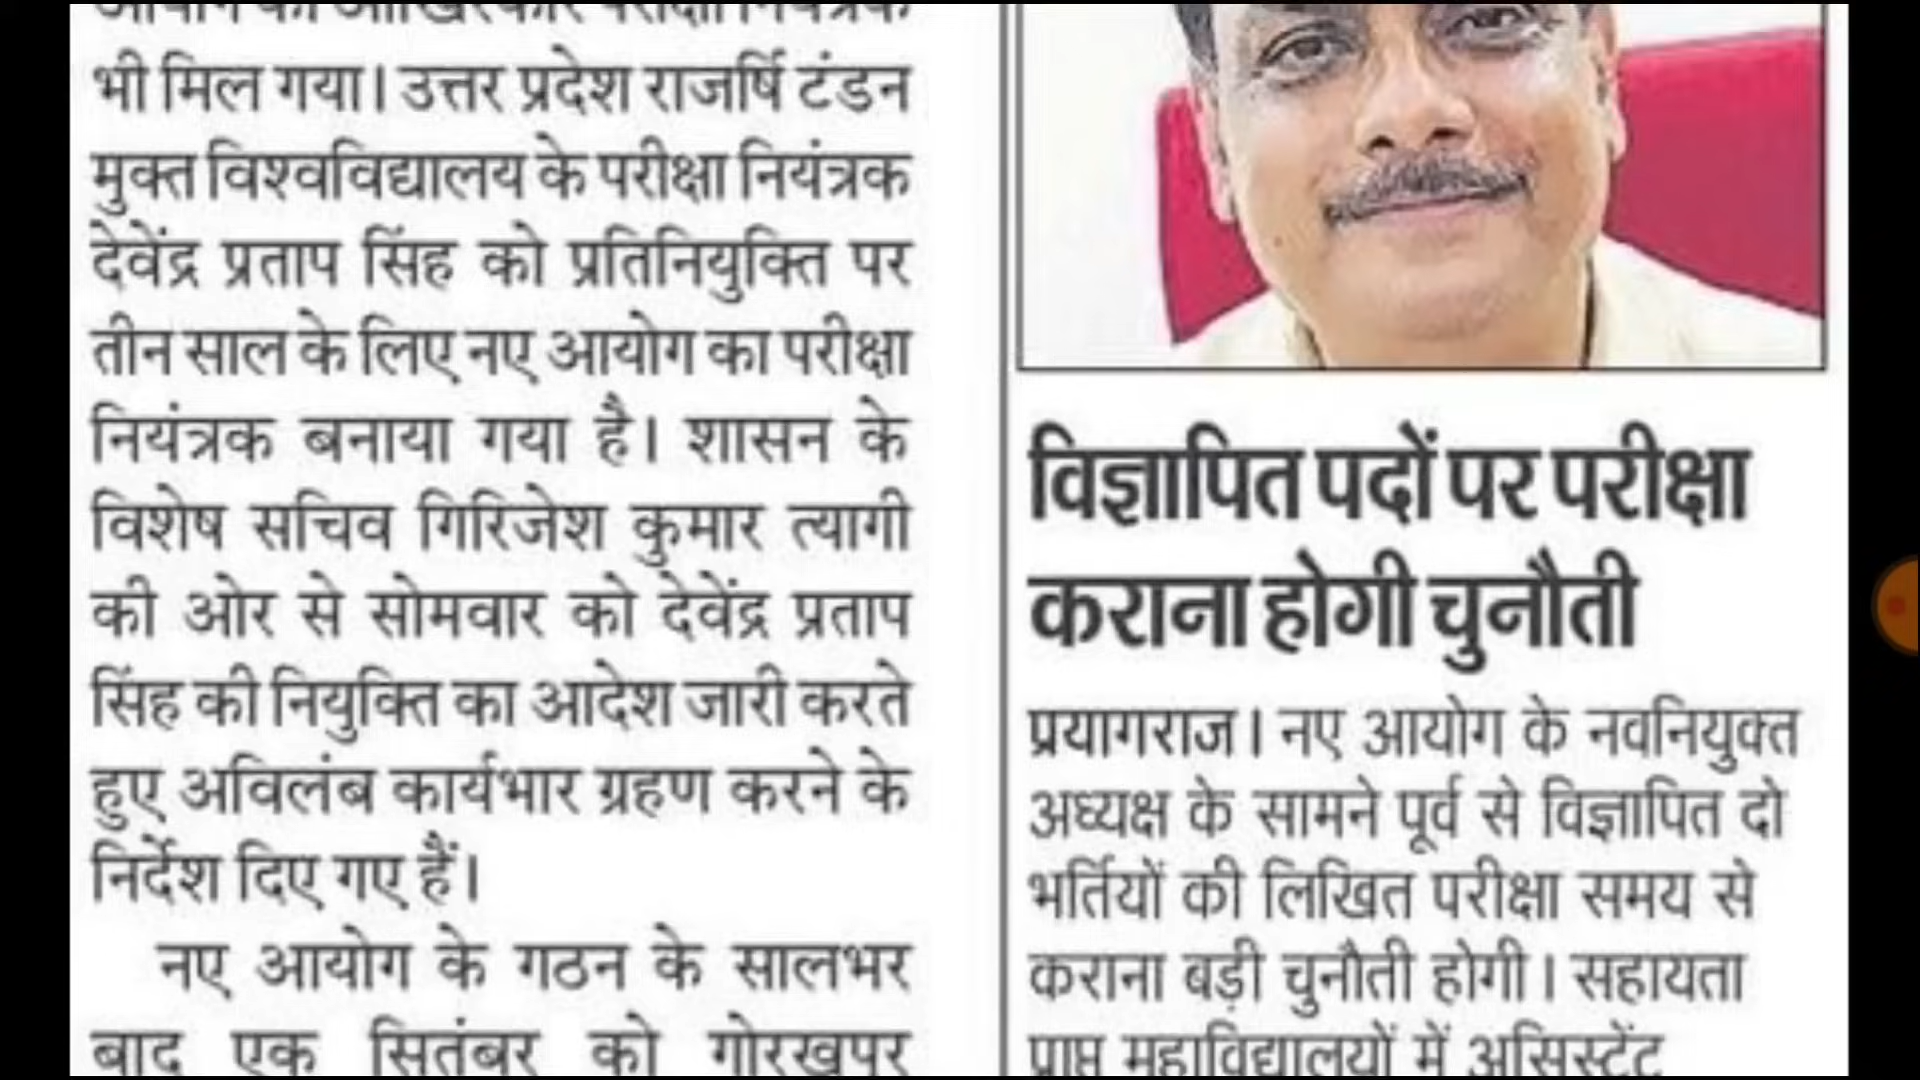 भी मिल गया। उत्तर प्रदेश राजर्षि टंडन
मुक्त विश्वविद्यालय के परीक्षा नियंत्रक
देवेंद्र प्रताप सिंह को प्रतिनियुक्ति पर
तीन साल के लिए नए आयोग का परीक्षा
नियंत्रक बनाया गया है। शासन के
विशेष सचिव गिरिजेश कुमार त्यागी
की ओर से सोमवार को देवेंद्र प्रताप
सिंह की नियुक्ति का आदेश जारी करते
हुए अविलंब कार्यभार ग्रहण करने के
निर्देश दिए गए हैं।
नए आयोग के गठन के सालभर
बाद एक सितंबर को गोरखपुर
विज्ञापित पदों पर परीक्षा
कराना होगी चुनौती
प्रयागराज। नए आयोग के नवनियुक्त
अध्यक्ष के सामने पूर्व से विज्ञापित दो
भर्तियों की लिखित परीक्षा समय से
कराना बड़ी चुनौती होगी। सहायता
प्राप्त महाविद्यालयों में असिस्टेंट